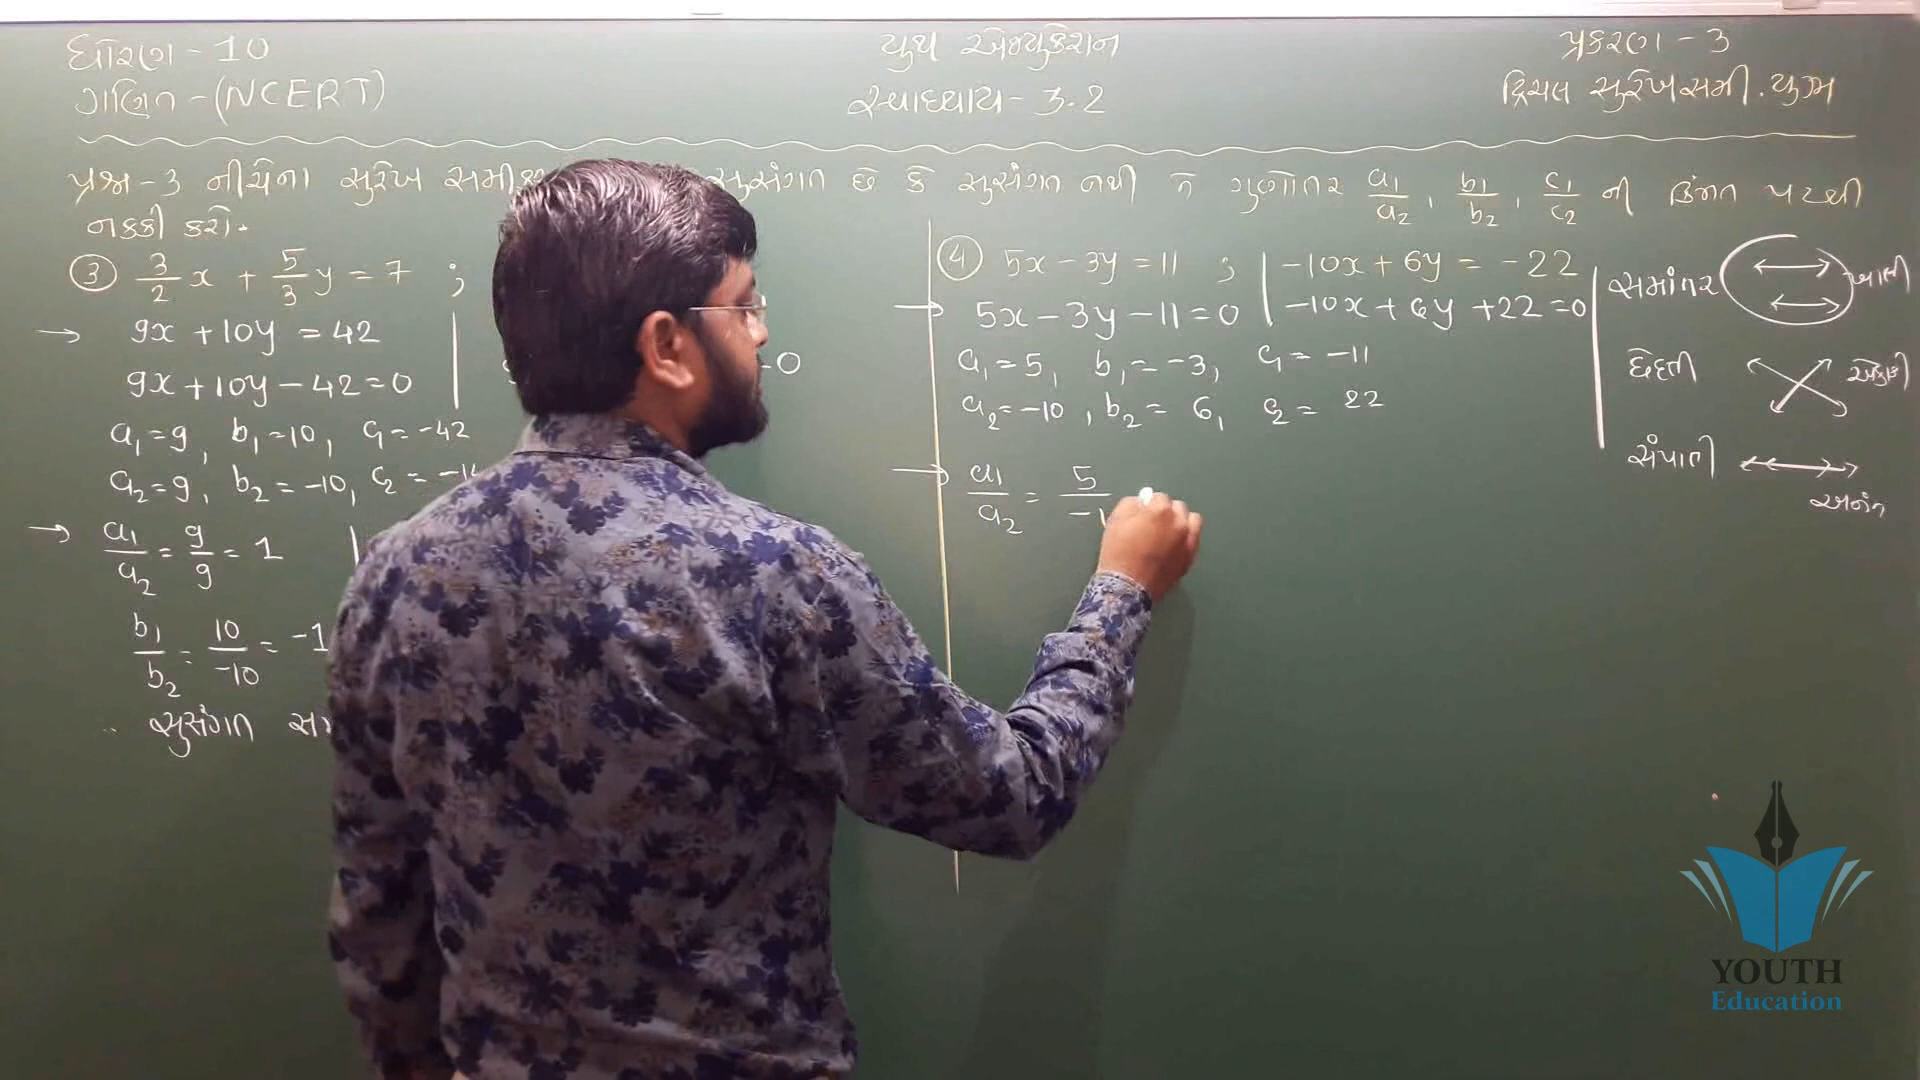 ધોરણ - 10
ગણિત - (NCERT)
યુથ એજ્યુકેશન
સ્વાધ્યાય - 3.2
પ્રકરણ - 3
દ્વિચલ સુરેખ સમી. યુગ્મ
પ્રશ્ન - 3 નીચેના સુરેખ સુસંગત છે કે સુસંગત નથી તે ગુણોત્તર a₁/a₂, b₁/b₂, c₁/c₂ ની કિંમત પરથી
નક્કી કરો.
③ 3/2 x + 5/3 y = 7 ;
→ 9x + 10y = 42
9x + 10y - 42 = 0
a₁ = 9, b₁ = 10, c₁ = -42
a₂ = 9, b₂ = -10, c₂ =
→ a₁/a₂ = 9/9 = 1
b₁/b₂ = 10/-10 = -1
∴ સુસંગત
④ 5x - 3y = 11 ; | -10x + 6y = -22
→ 5x - 3y - 11 = 0 | -10x + 6y + 22 = 0
a₁ = 5, b₁ = -3, c₁ = -11
a₂ = -10, b₂ = 6, c₂ = 22
→ a₁/a₂ = 5/-1
સમાંતર ખાલી
છેદતી એકાકી
સંપાતી
અનંત
YOUTH
Education